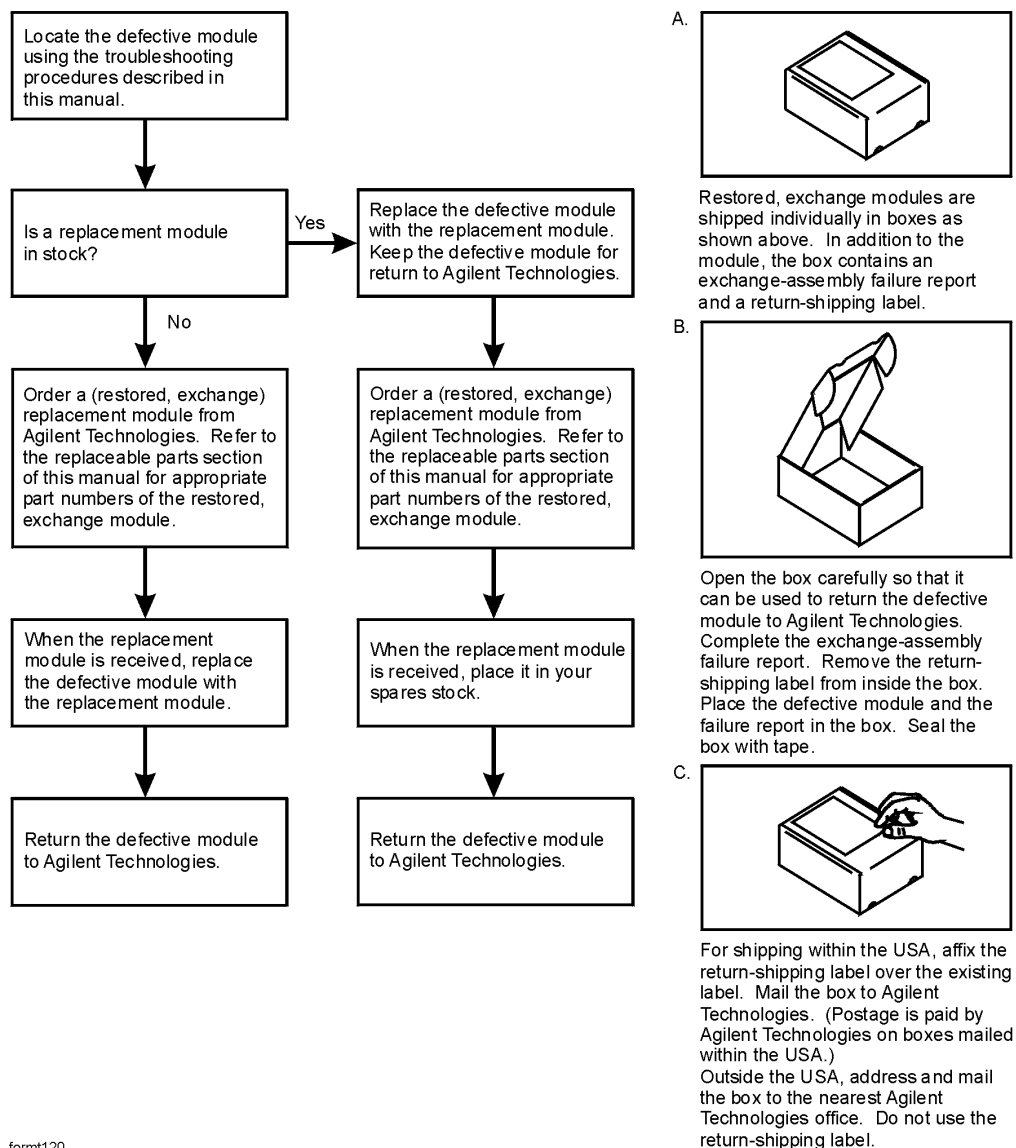 Locate the defective module
using the troubleshooting
procedures described in
this manual.
Is a replacement module
in stock?
Yes
Replace the defective module
with the replacement module.
Keep the defective module for
return to Agilent Technologies.
No
Order a (restored, exchange)
replacement module from
Agilent Technologies. Refer to
the replaceable parts section
of this manual for appropriate
part numbers of the restored,
exchange module.
Order a (restored, exchange)
replacement module from
Agilent Technologies. Refer to
the replaceable parts section
of this manual for appropriate
part numbers of the restored,
exchange module.
When the replacement
module is received, replace
the defective module with
the replacement module.
When the replacement module
is received, place it in your
spares stock.
Return the defective module
to Agilent Technologies.
Return the defective module
to Agilent Technologies.
A.
Restored, exchange modules are
shipped individually in boxes as
shown above. In addition to the
module, the box contains an
exchange-assembly failure report
and a return-shipping label.
B.
Open the box carefully so that it
can be used to return the defective
module to Agilent Technologies.
Complete the exchange-assembly
failure report. Remove the return-
shipping label from inside the box.
Place the defective module and the
failure report in the box. Seal the
box with tape.
C.
For shipping within the USA, affix the
return-shipping label over the existing
label. Mail the box to Agilent
Technologies. (Postage is paid by
Agilent Technologies on boxes mailed
within the USA.)
Outside the USA, address and mail
the box to the nearest Agilent
Technologies office. Do not use the
return-shipping label.
formt120